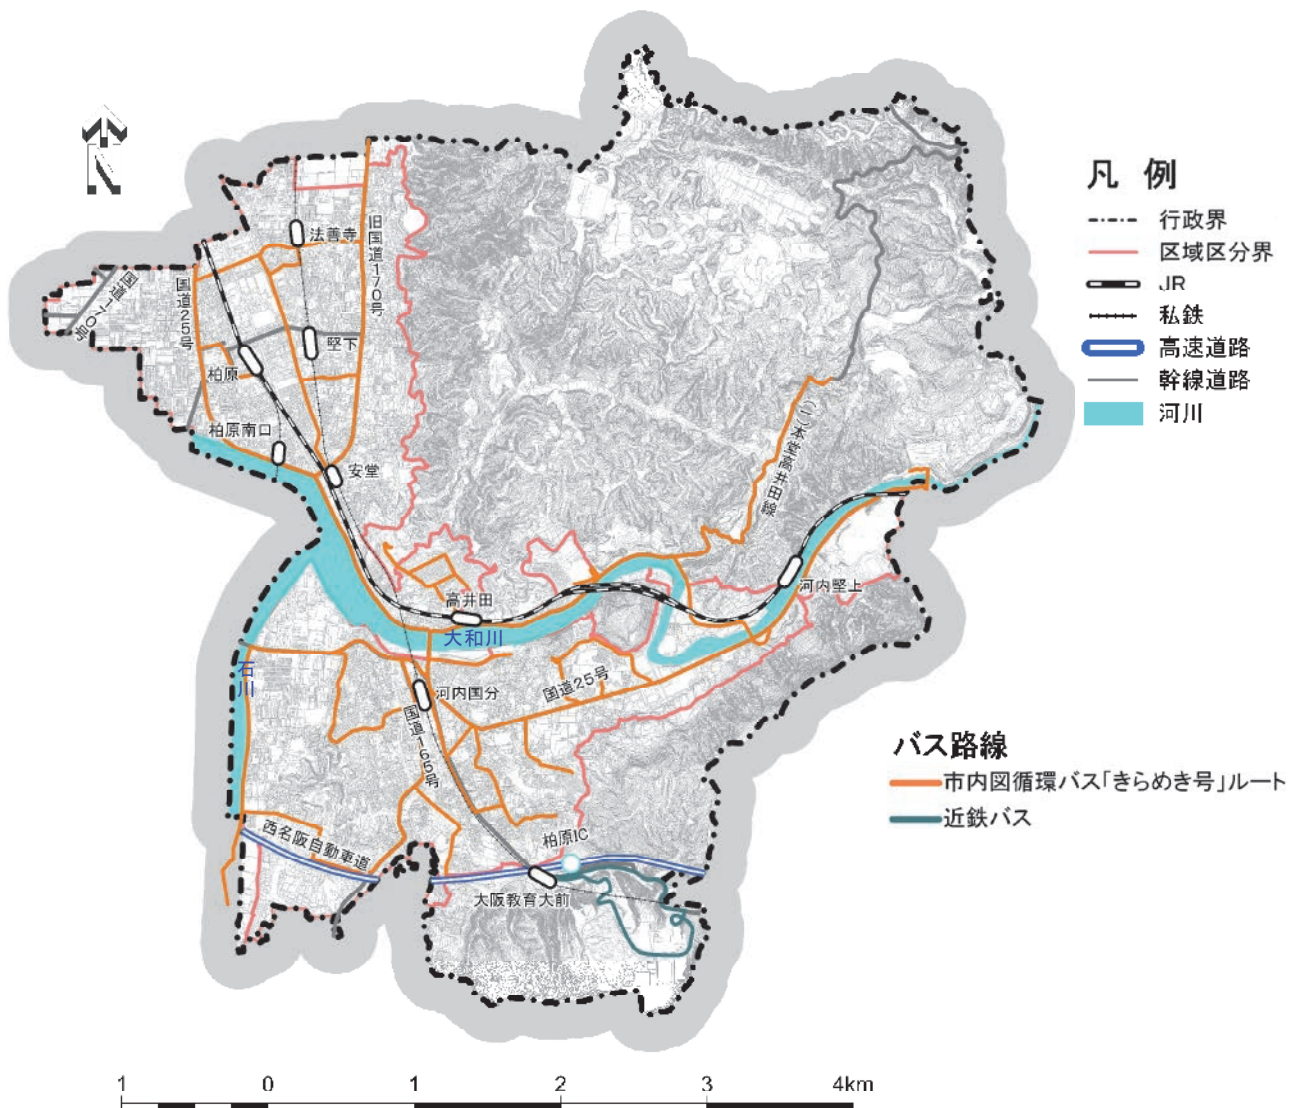 凡 例
行政界
区域区分界
JR
私鉄
高速道路
幹線道路
河川
法善寺
旧国道170号
国道170号
国道25号
堅下
柏原
柏原南口
安堂
(一)本堂高井田線
河内堅上
高井田
大和川
石川
河内国分
国道25号
国道165号
バス路線
市内図循環バス「きらめき号」ルート
近鉄バス
柏原IC
西名阪自動車道
大阪教育大前
1 0 1 2 3 4km